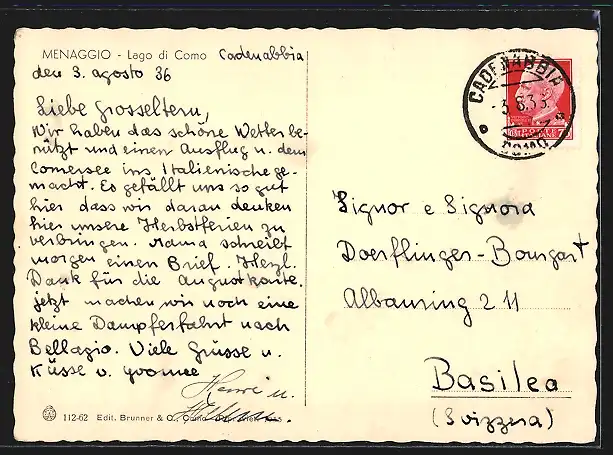 MENAGGIO - Lago di Como Cadenabbia
den 3. agosto 36
Liebe Grosseltern,
Wir haben das schöne Wetter be-
nützt und einen Ausflug u. dem
Comersee ins Italienische ge-
macht. Es gefällt uns so gut
hier dass wir daran denken
hier unsere Herbstferien zu
verbringen. Mama schreibt
morgen einen Brief. Herzl.
Dank für die Augustkarte.
jetzt machen wir noch eine
kleine Dampferfahrt nach
Bellagio. Viele Grüsse u.
Küsse v. Yvonne
Henri u.
112-62 Edit. Brunner & C., Como
CADENABBIA
COMO
Signor e Signora
Doerflinger-Bomgart
Albanring 211
Basilea
(Svizzera)